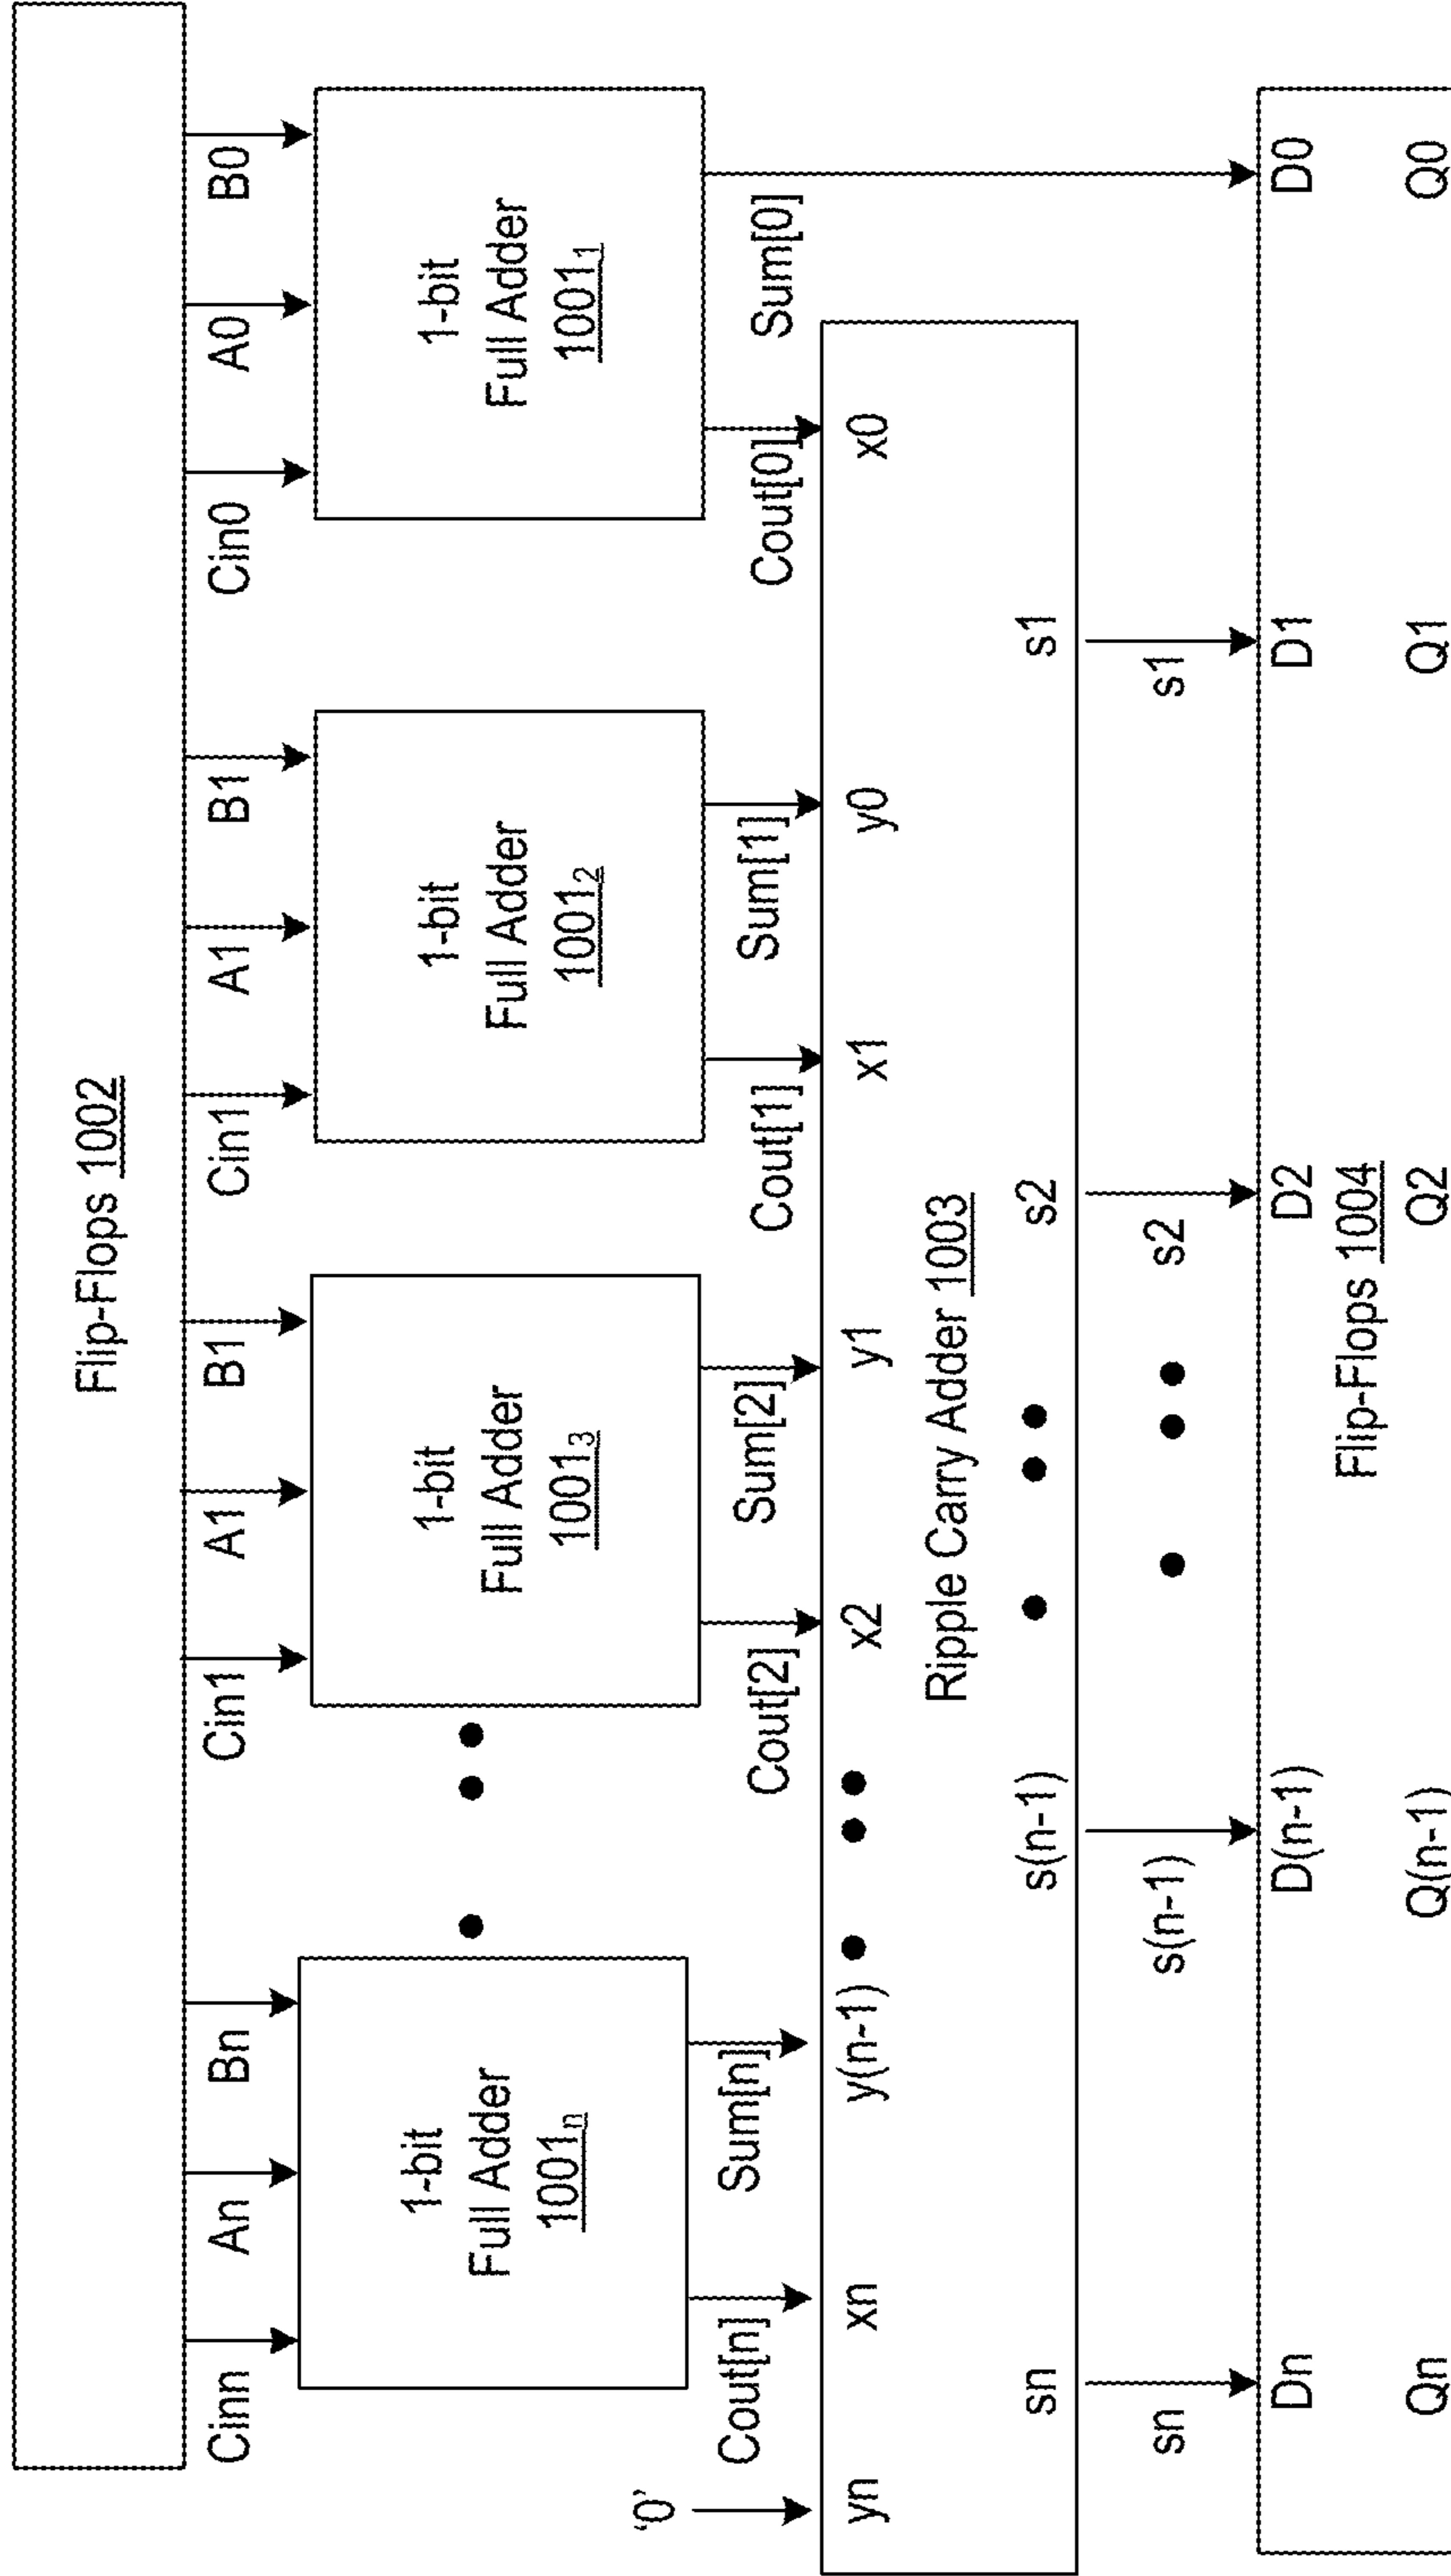 Flip-Flops 1002
Cinn An Bn Cin1 A1 B1 Cin1 A1 B1 Cin0 A0 B0
1-bit
Full Adder
1001n
1-bit
Full Adder
10013
1-bit
Full Adder
10012
1-bit
Full Adder
10011
'0' Cout[n] Sum[n] Cout[2] Sum[2] Cout[1] Sum[1] Cout[0] Sum[0]
yn xn y(n-1) x2 y1 x1 y0 x0
Ripple Carry Adder 1003
sn s(n-1) s2 s1
sn s(n-1) s2 s1
Dn D(n-1) D2 D1 D0
Flip-Flops 1004
Qn Q(n-1) Q2 Q1 Q0